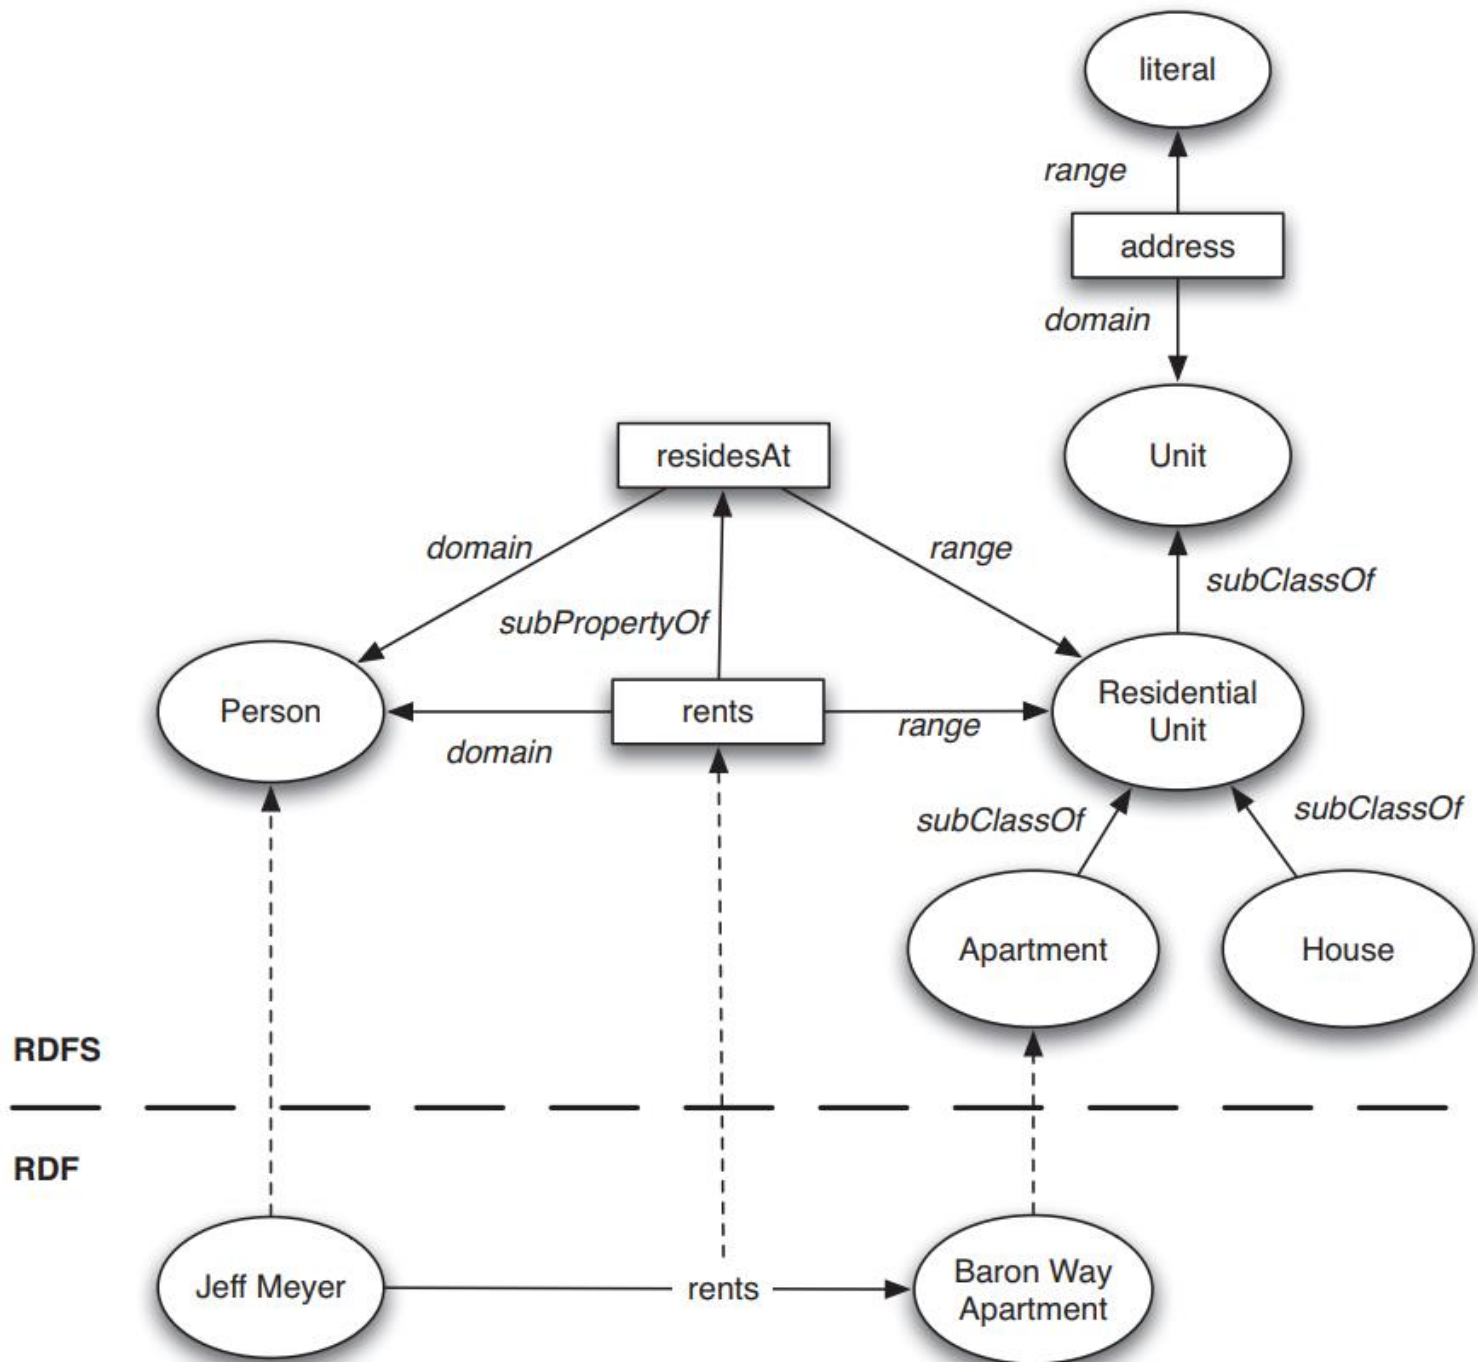 literal
range
address
domain
Unit
residesAt
domain
range
subClassOf
subPropertyOf
Person
rents
Residential
Unit
domain
range
subClassOf
subClassOf
Apartment
House
RDFS
RDF
Jeff Meyer
rents
Baron Way
Apartment